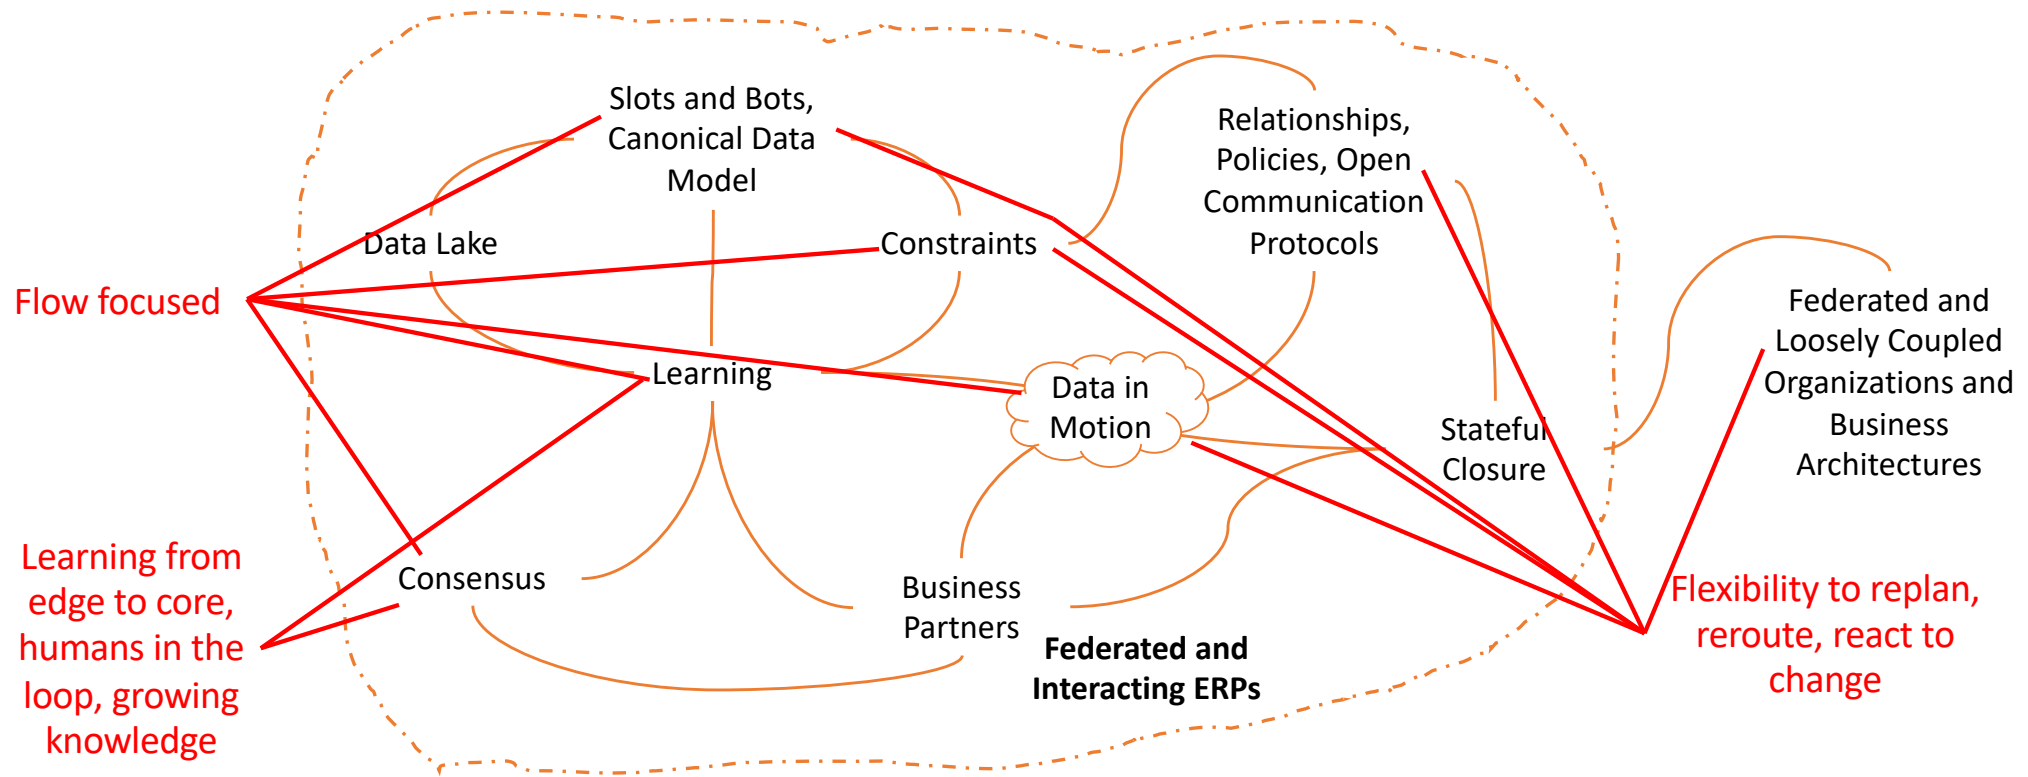 Slots and Bots,
Canonical Data
Model
Relationships,
Policies, Open
Communication
Protocols
Data Lake
Constraints
Flow focused
Federated and
Loosely Coupled
Organizations and
Business
Architectures
Learning
Data in
Motion
Stateful
Closure
Learning from
edge to core,
humans in the
loop, growing
knowledge
Consensus
Business
Partners
Federated and
Interacting ERPs
Flexibility to replan,
reroute, react to
change